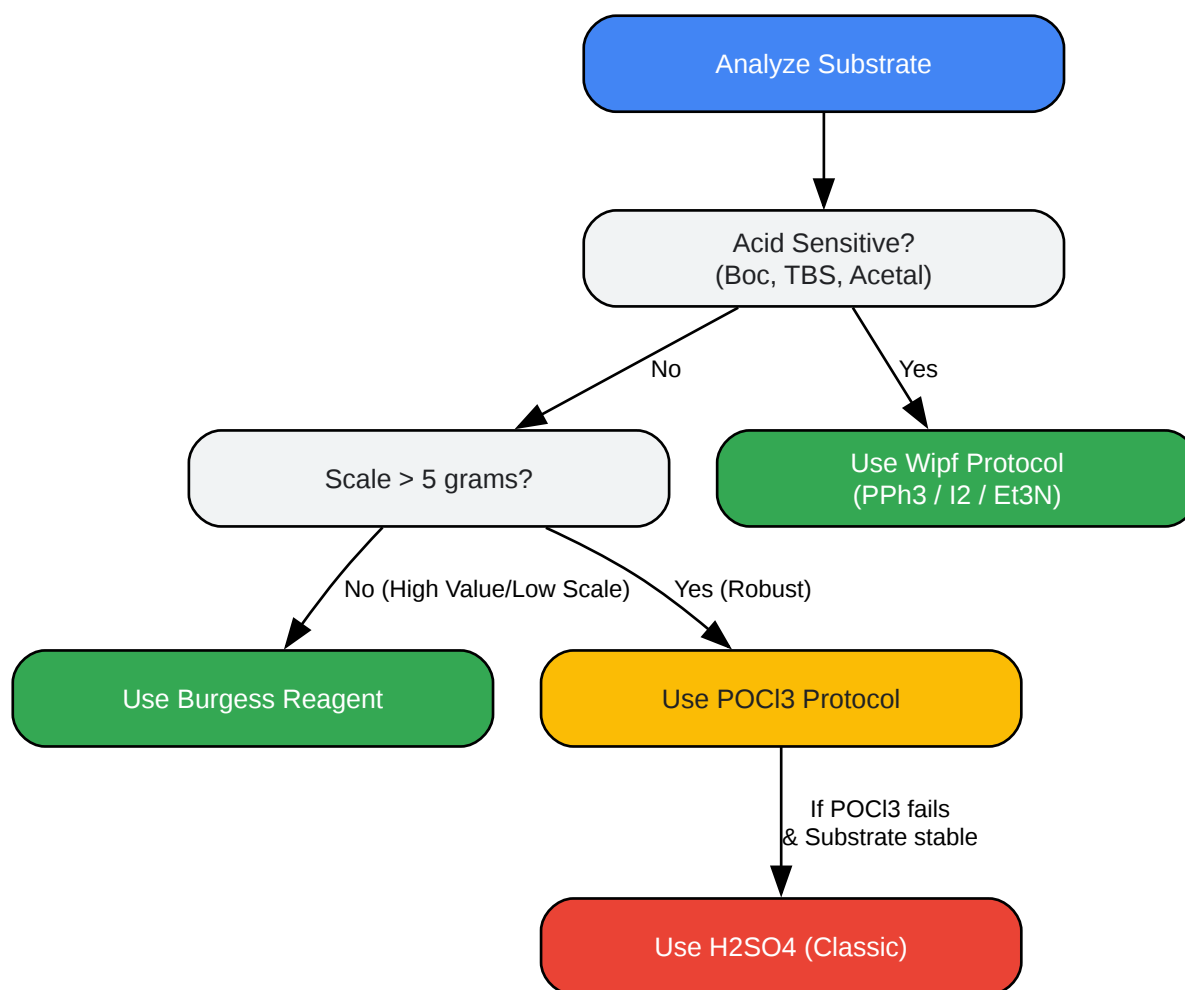 Analyze Substrate
Acid Sensitive?
(Boc, TBS, Acetal)
No
Yes
Scale > 5 grams?
Use Wipf Protocol
(PPh3 / I2 / Et3N)
No (High Value/Low Scale)
Yes (Robust)
Use Burgess Reagent
Use POCl3 Protocol
If POCl3 fails
& Substrate stable
Use H2SO4 (Classic)